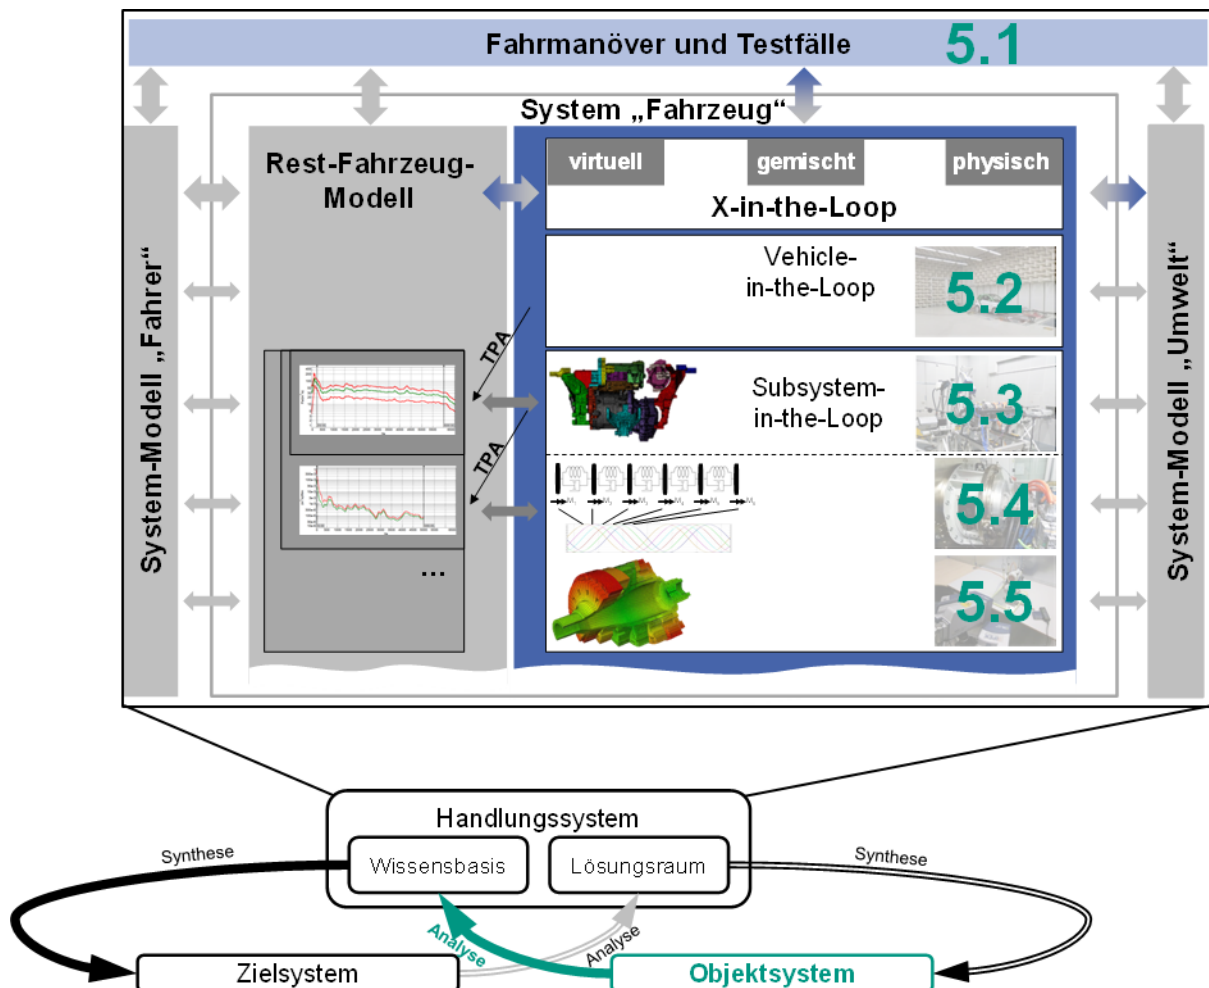 Fahrmanöver und Testfälle 5.1
System „Fahrzeug“
System-Modell „Fahrer“
Rest-Fahrzeug-
Modell
virtuell gemischt physisch
X-in-the-Loop
Vehicle-
in-the-Loop
5.2
TPA
Subsystem-
in-the-Loop
5.3
TPA
5.4
...
5.5
System-Modell „Umwelt“
Handlungssystem
Wissensbasis
Lösungsraum
Synthese
Synthese
Analyse
Analyse
Zielsystem
Objektsystem